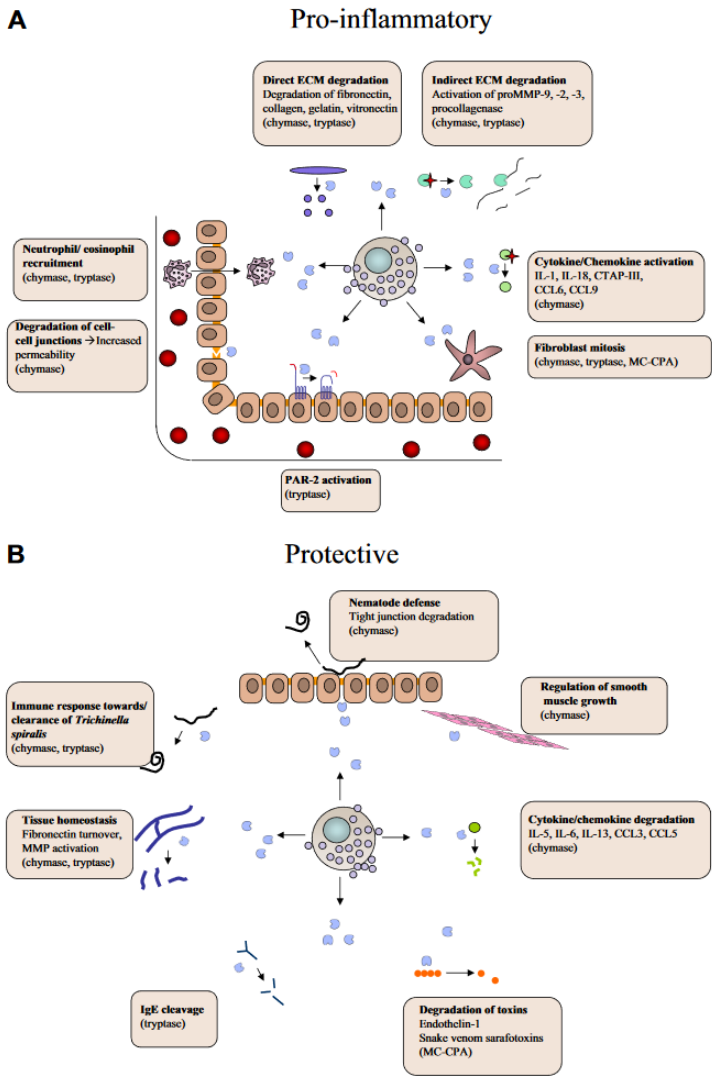 A
Pro-inflammatory
Direct ECM degradation
Degradation of fibronectin,
collagen, gelatin, vitronectin
(chymase, tryptase)
Indirect ECM degradation
Activation of proMMP-9, -2, -3,
procollagenase
(chymase, tryptase)
Neutrophil/ eosinophil
recruitment
(chymase, tryptase)
Cytokine/Chemokine activation
IL-1, IL-18, CTAP-III,
CCL6, CCL9
(chymase)
Degradation of cell-
cell junctions →Increased
permeability
(chymase)
Fibroblast mitosis
(chymase, tryptase, MC-CPA)
PAR-2 activation
(tryptase)
B
Protective
Nematode defense
Tight junction degradation
(chymase)
Immune response towards/
clearance of Trichinella
spiralis
(chymase, tryptase)
Regulation of smooth
muscle growth
(chymase)
Tissue homeostasis
Fibronectin turnover,
MMP activation
(chymase, tryptase)
Cytokine/chemokine degradation
IL-5, IL-6, IL-13, CCL3, CCL5
(chymase)
IgE cleavage
(tryptase)
Degradation of toxins
Endothelin-1
Snake venom sarafotoxins
(MC-CPA)